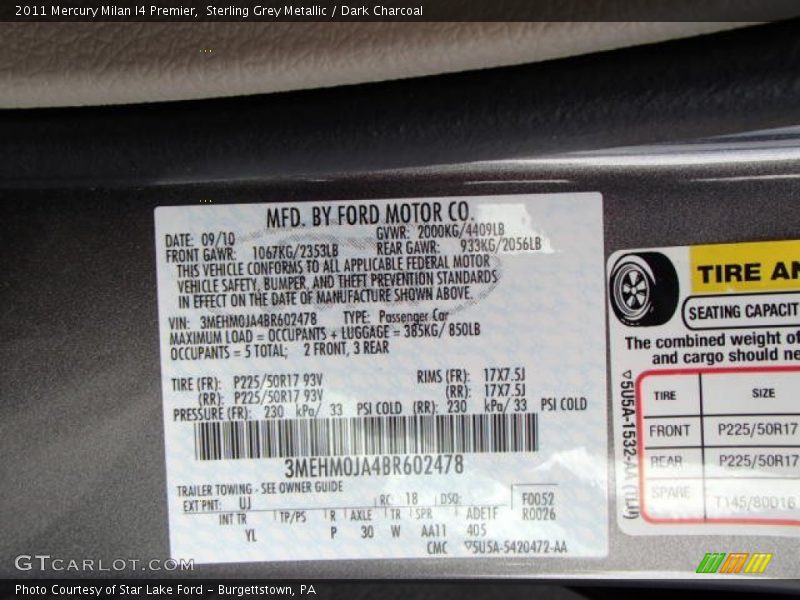 2011 Mercury Milan I4 Premier,  Sterling Grey Metallic / Dark Charcoal
MFD. BY FORD MOTOR CO.
DATE: 09/10 GVWR: 2000KG/4409LB
FRONT GAWR: 1067KG/2353LB REAR GAWR: 933KG/2056LB
THIS VEHICLE CONFORMS TO ALL APPLICABLE FEDERAL MOTOR
VEHICLE SAFETY, BUMPER, AND THEFT PREVENTION STANDARDS
IN EFFECT ON THE DATE OF MANUFACTURE SHOWN ABOVE.
VIN: 3MEHM0JA4BR602478 TYPE: Passenger Car
MAXIMUM LOAD = OCCUPANTS + LUGGAGE = 385KG/ 850LB
OCCUPANTS = 5 TOTAL; 2 FRONT, 3 REAR
TIRE (FR): P225/50R17 93V RIMS (FR): 17X7.5J
(RR): P225/50R17 93V (RR): 17X7.5J
PRESSURE (FR): 230 kPa/ 33 PSI COLD (RR): 230 kPa/ 33 PSI COLD
3MEHM0JA4BR602478
TRAILER TOWING - SEE OWNER GUIDE
EXT PNT: UJ RC: 18 DSO: F0052
INT TR TP/PS R AXLE TR SPR ADE1F R0026
YL P 30 W AA11 405
CMC ▽5U5A-5420472-AA
TIRE AN
SEATING CAPACIT
The combined weight of
and cargo should ne
▽5U5A-1532
TIRE SIZE
FRONT P225/50R17
REAR P225/50R17
SPARE T145/80D16
GTCARLOT.COM
Photo Courtesy of Star Lake Ford – Burgettstown, PA